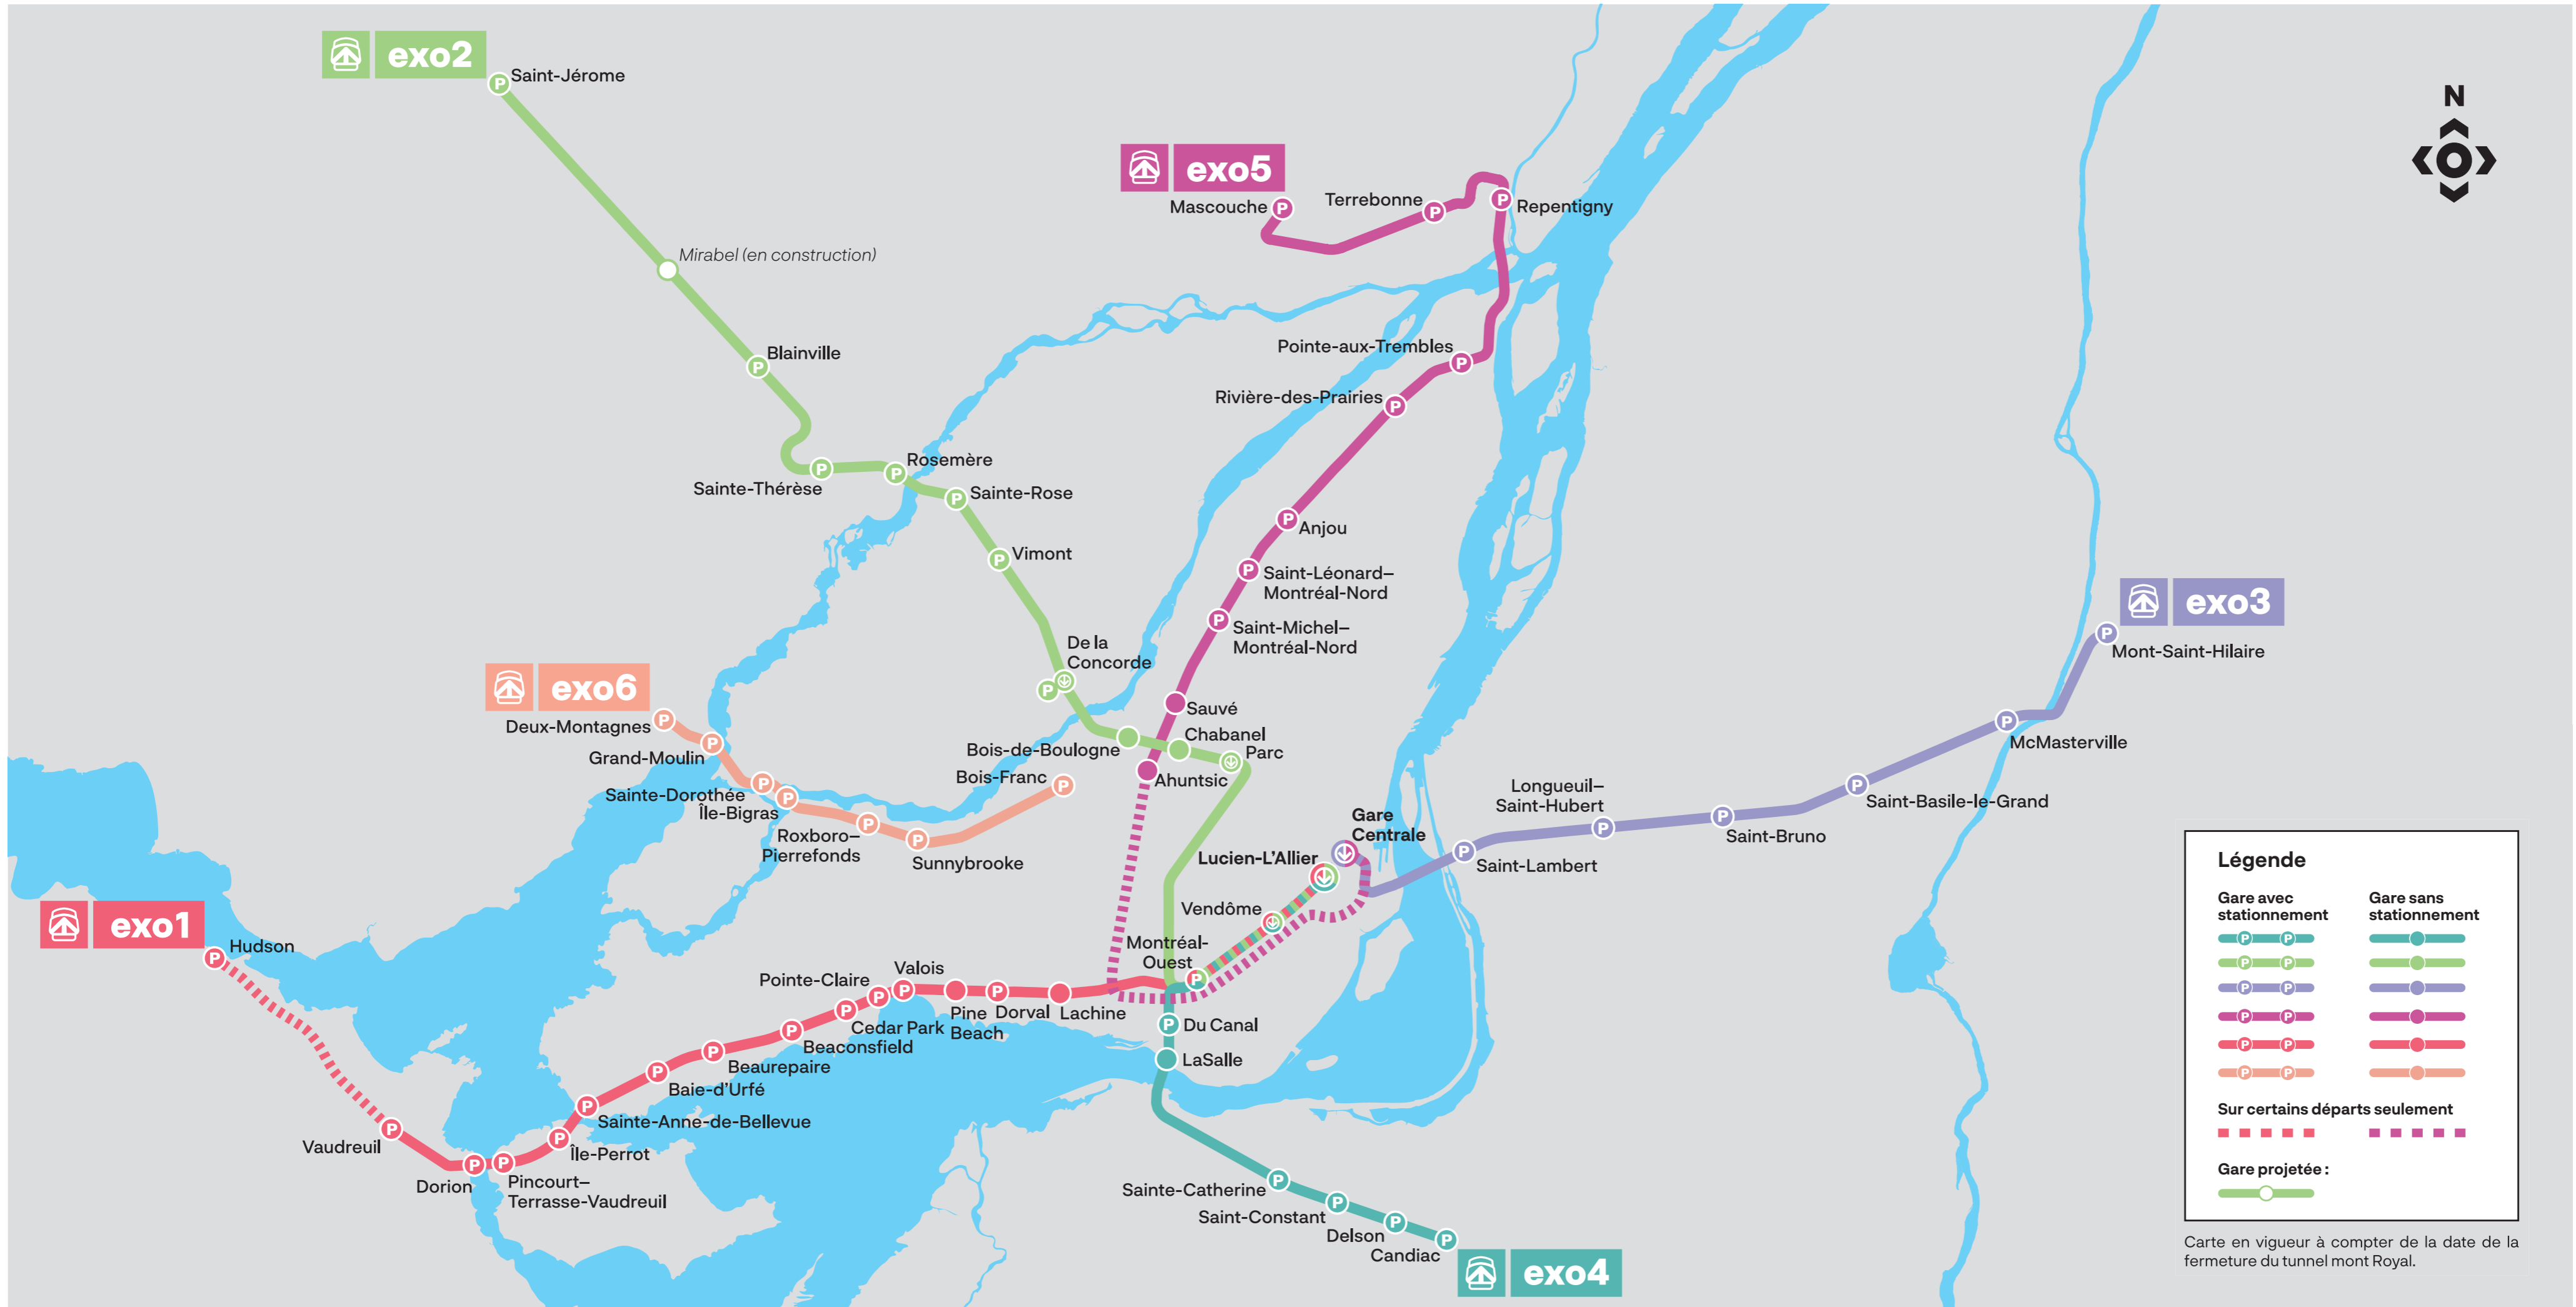 exo2
Saint-Jérome
Mirabel (en construction)
Blainville
Sainte-Thérèse
Rosemère
Sainte-Rose
Vimont
De la
Concorde
Bois-de-Boulogne
Chabanel
Parc
exo5
Mascouche
Terrebonne
Repentigny
Pointe-aux-Trembles
Rivière-des-Prairies
Anjou
Saint-Léonard–
Montréal-Nord
Saint-Michel–
Montréal-Nord
Sauvé
Ahuntsic
N
exo3
Mont-Saint-Hilaire
McMasterville
Saint-Basile-le-Grand
Saint-Bruno
Longueuil–
Saint-Hubert
Saint-Lambert
Gare
Centrale
Lucien-L'Allier
Vendôme
Montréal-
Ouest
exo6
Deux-Montagnes
Grand-Moulin
Sainte-Dorothée
Île-Bigras
Roxboro–
Pierrefonds
Sunnybrooke
Bois-Franc
exo1
Hudson
Vaudreuil
Dorion
Pincourt–
Terrasse-Vaudreuil
Île-Perrot
Sainte-Anne-de-Bellevue
Baie-d'Urfé
Beaurepaire
Beaconsfield
Cedar Park
Pointe-Claire
Valois
Pine
Beach
Dorval
Lachine
Du Canal
LaSalle
Sainte-Catherine
Saint-Constant
Delson
Candiac
exo4
Légende
Gare avec
stationnement
Gare sans
stationnement
Sur certains départs seulement
Gare projetée :
Carte en vigueur à compter de la date de la
fermeture du tunnel mont Royal.